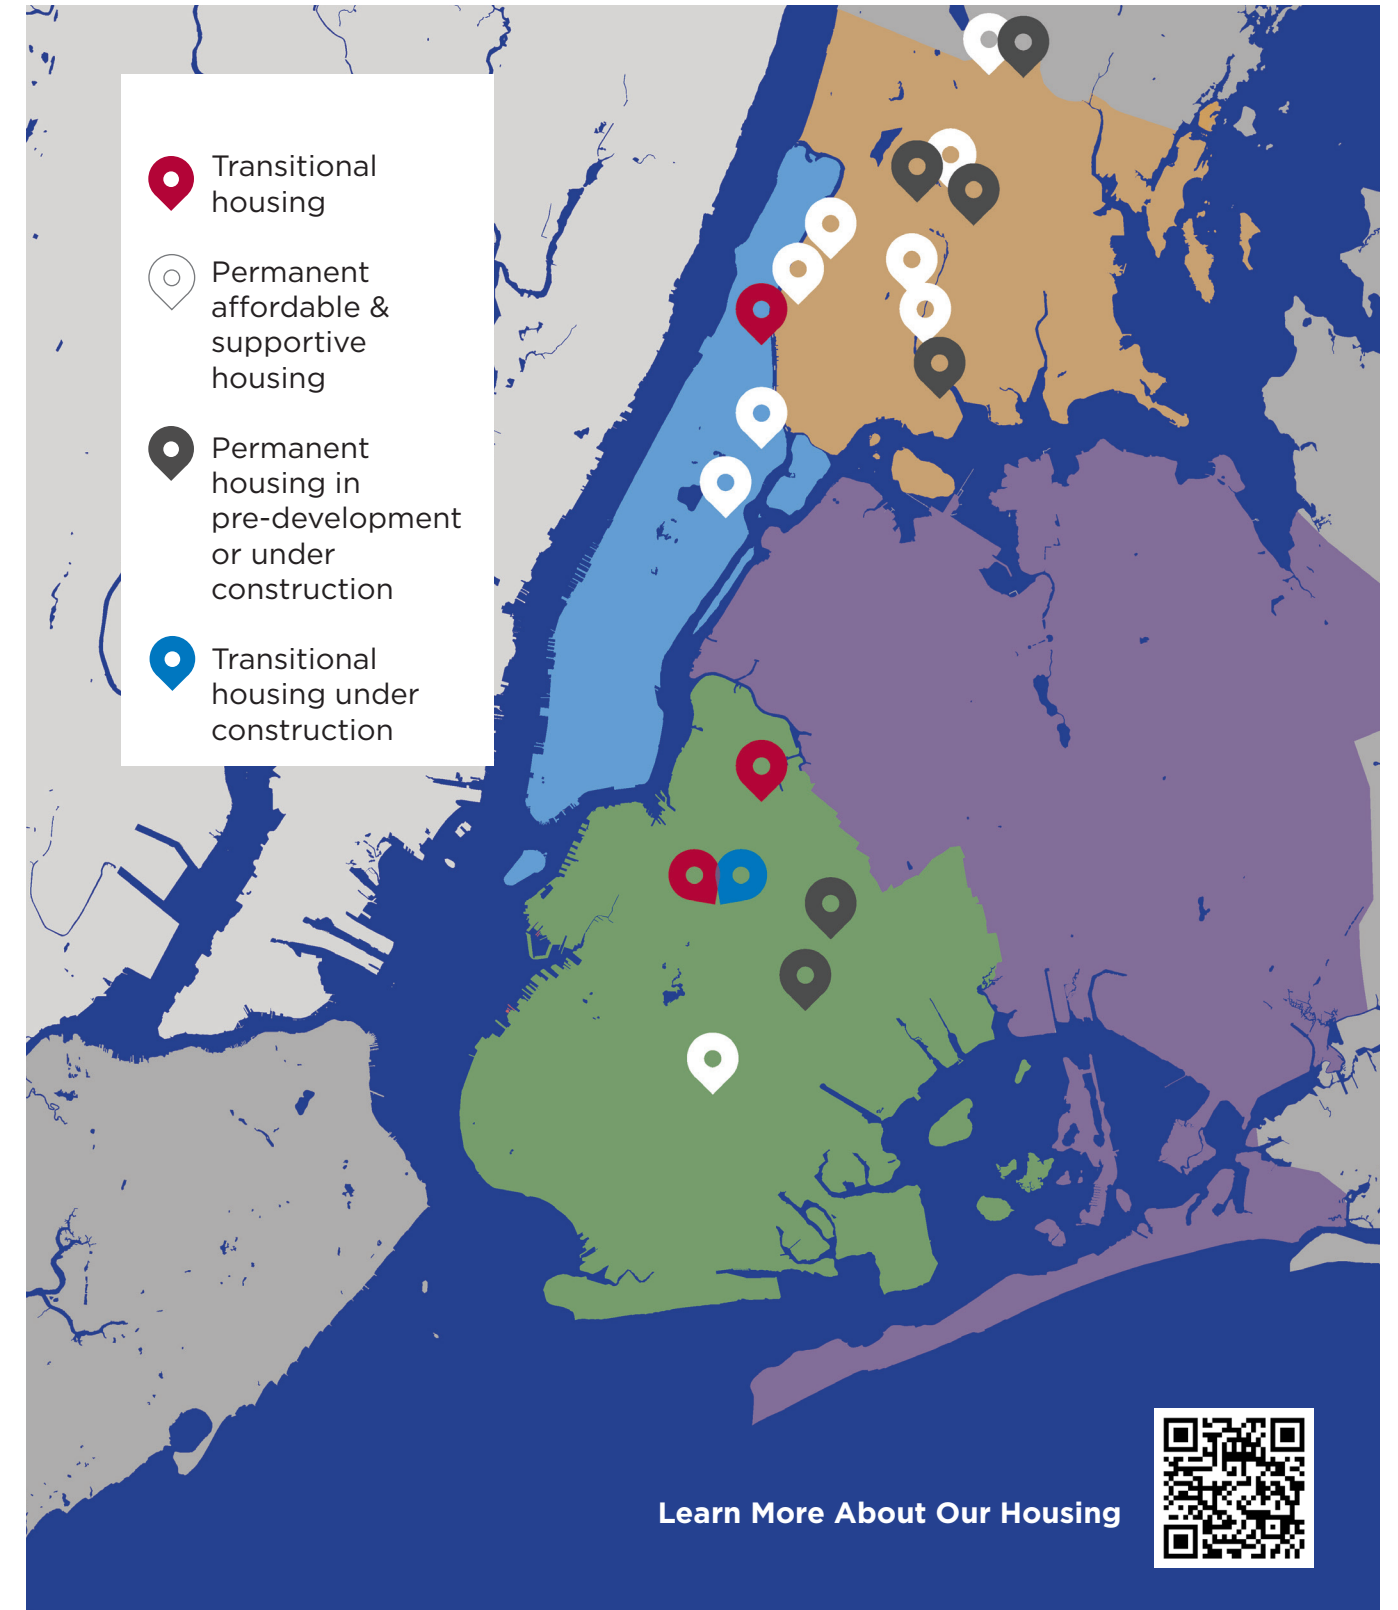 Transitional
housing
Permanent
affordable &
supportive
housing
Permanent
housing in
pre-development
or under
construction
Transitional
housing under
construction
Learn More About Our Housing